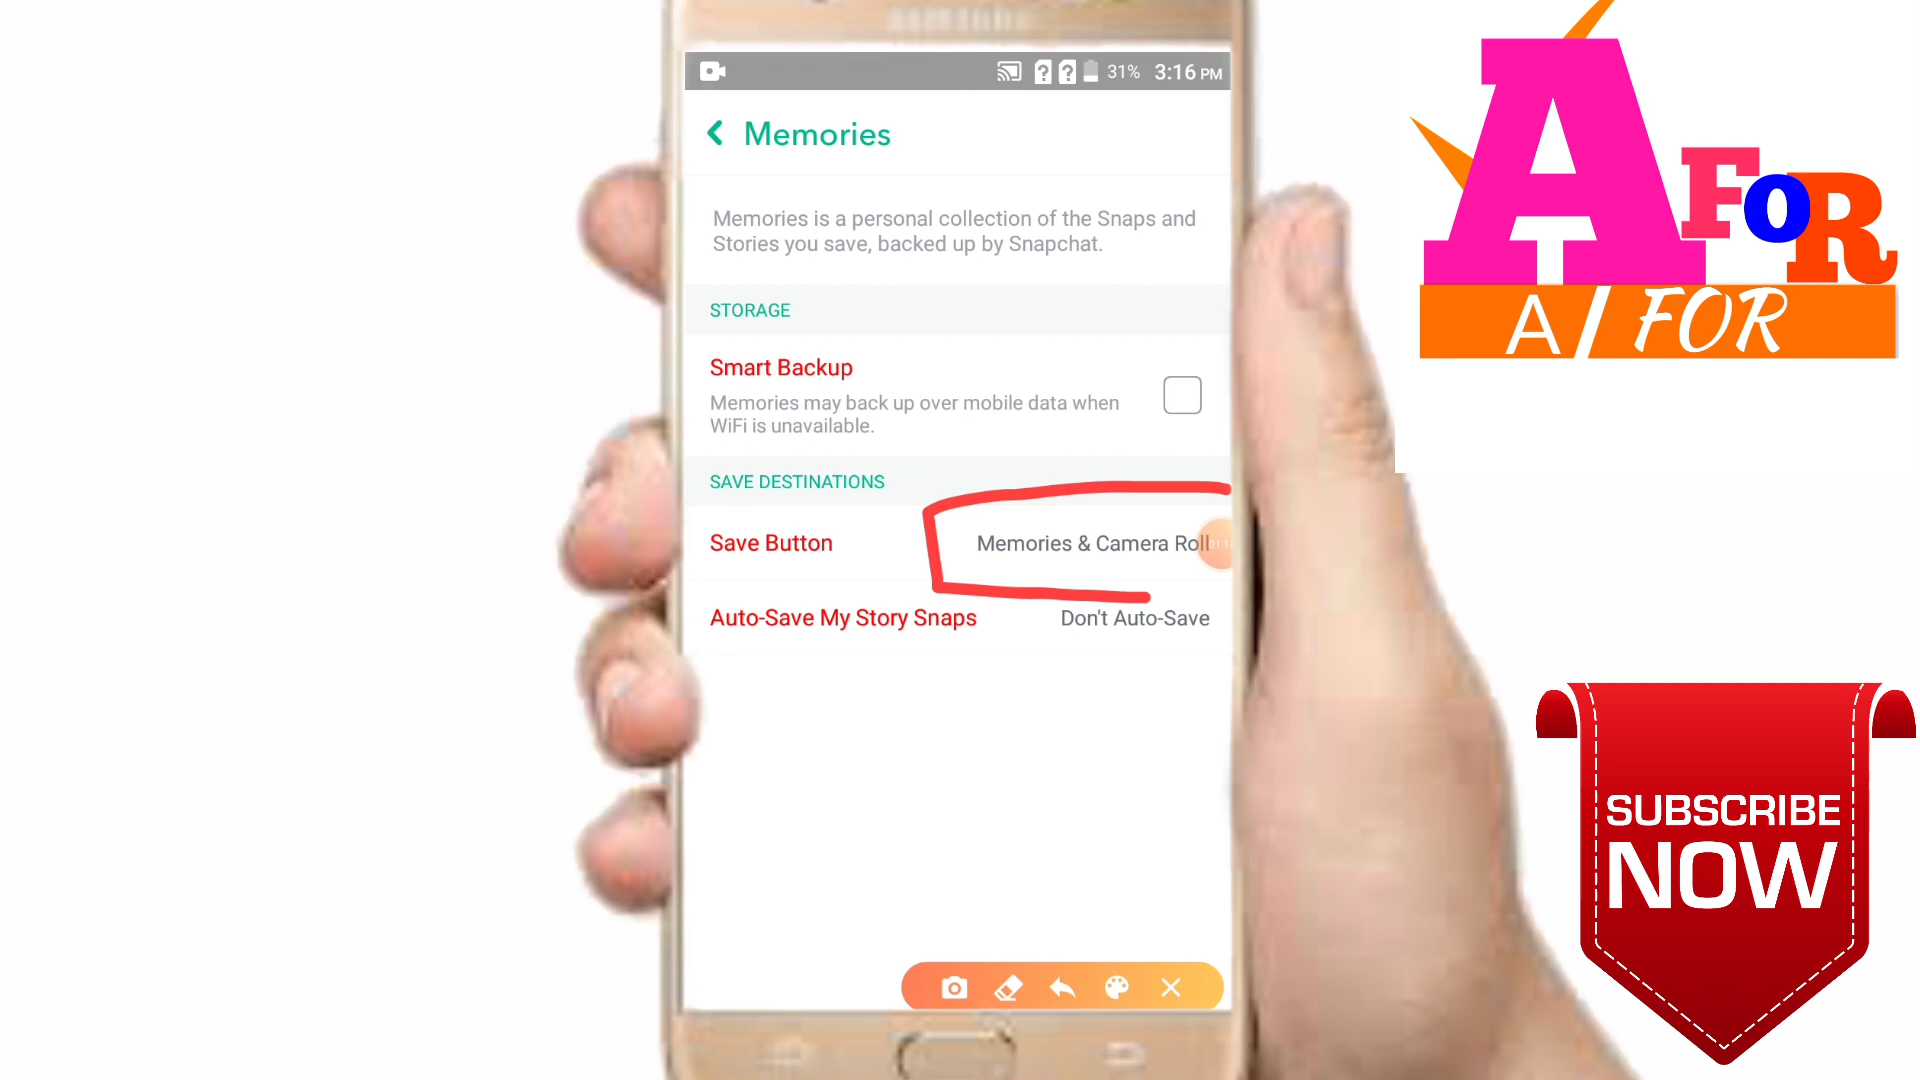 SAMSUNG
31% 3:16 PM
Memories
Memories is a personal collection of the Snaps and
Stories you save, backed up by Snapchat.
STORAGE
Smart Backup
Memories may back up over mobile data when
WiFi is unavailable.
SAVE DESTINATIONS
Save Button Memories & Camera Roll
Auto-Save My Story Snaps Don't Auto-Save
A FOR
A / FOR
SUBSCRIBE
NOW